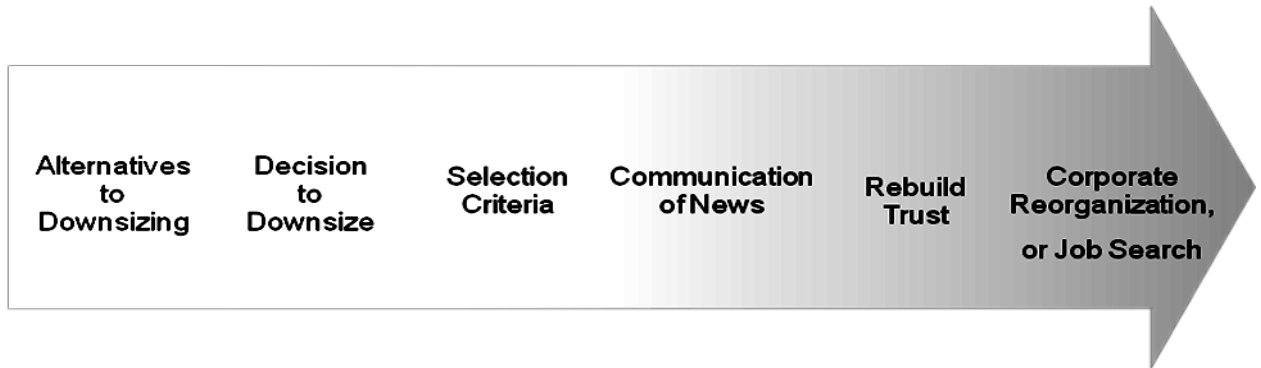 Alternatives
to
Downsizing
Decision
to
Downsize
Selection
Criteria
Communication
of News
Rebuild
Trust
Corporate
Reorganization,
or Job Search